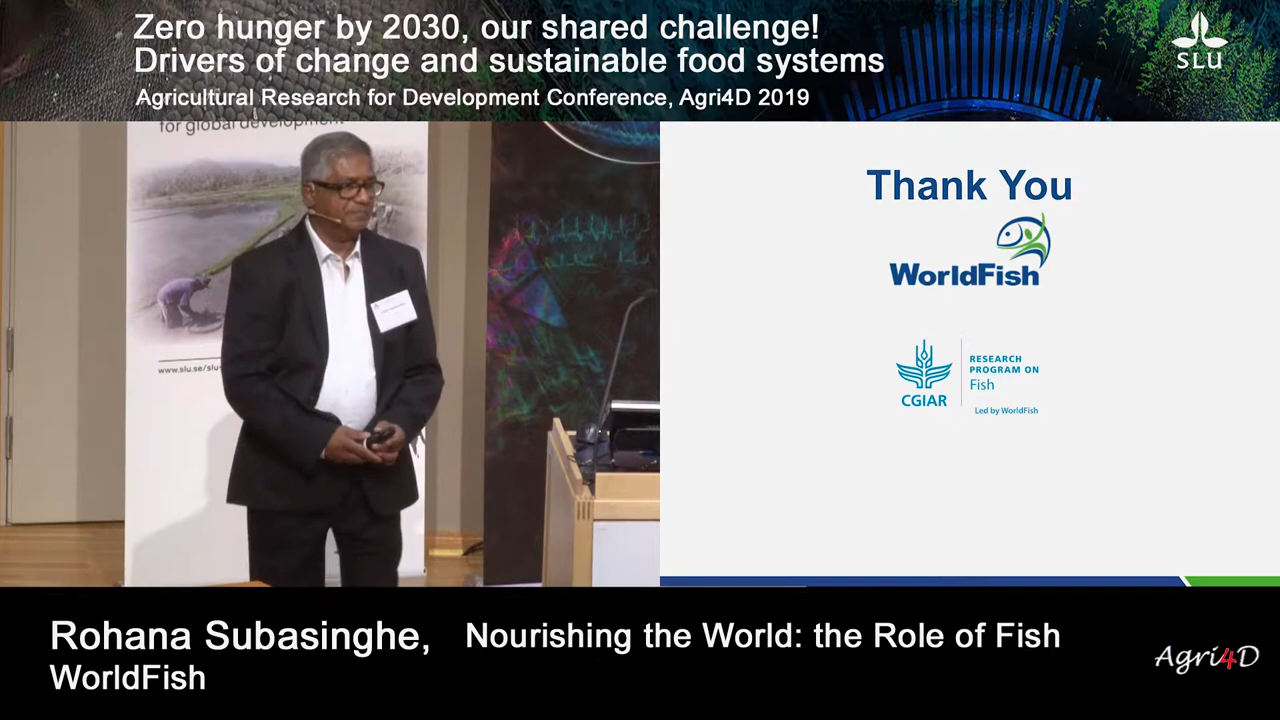 Zero hunger by 2030, our shared challenge!
Drivers of change and sustainable food systems
Agricultural Research for Development Conference, Agri4D 2019
SLU
for global development
www.slu.se/slu-
Thank You
WorldFish
CGIAR
RESEARCH
PROGRAM ON
Fish
Led by WorldFish
Rohana Subasinghe,
WorldFish
Nourishing the World: the Role of Fish
Agri4D